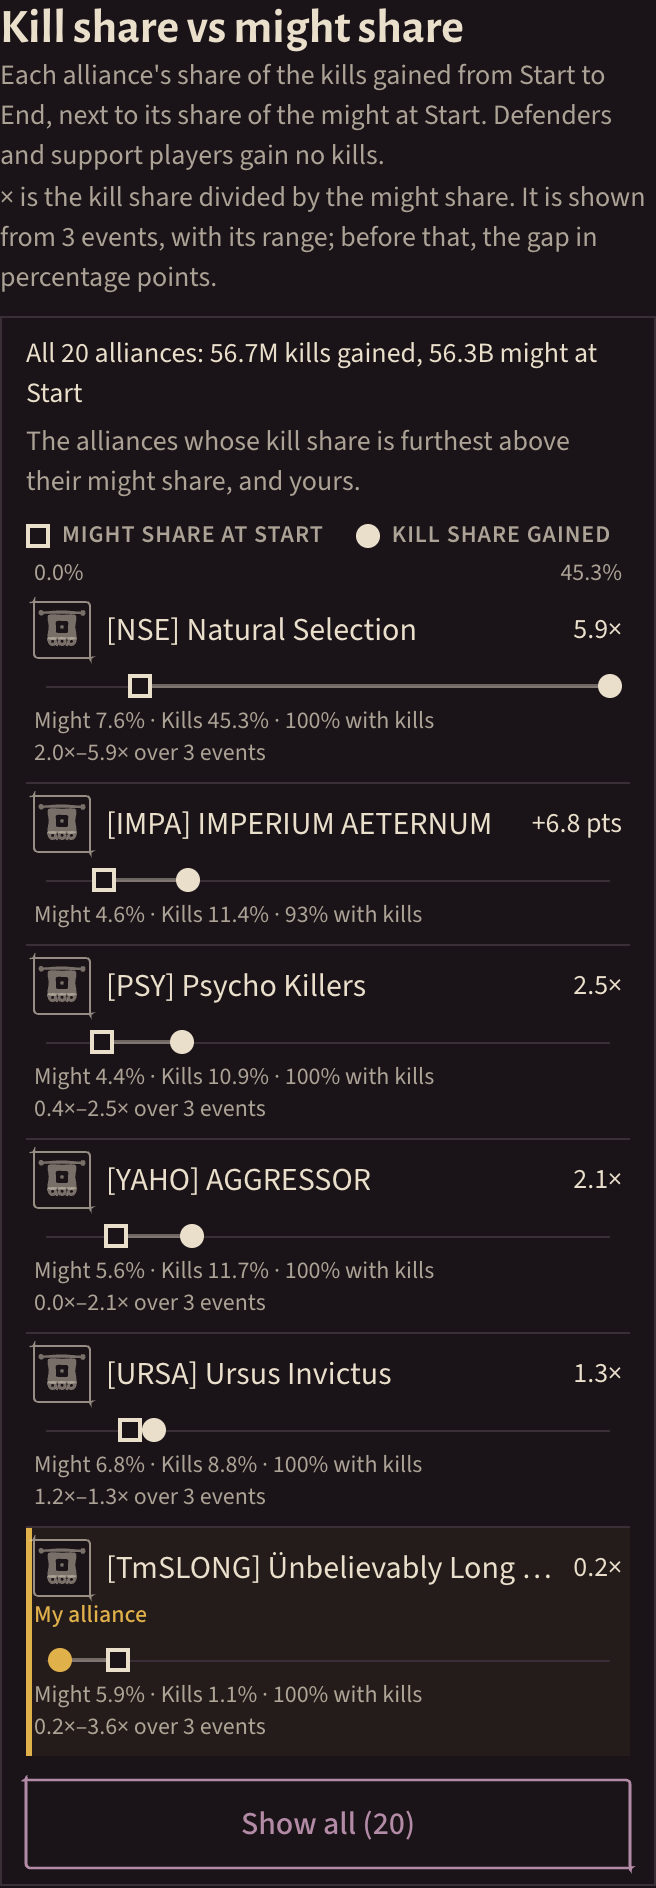 Kill share vs might share
Each alliance's share of the kills gained from Start to
End, next to its share of the might at Start. Defenders
and support players gain no kills.
× is the kill share divided by the might share. It is shown
from 3 events, with its range; before that, the gap in
percentage points.
All 20 alliances: 56.7M kills gained, 56.3B might at
Start
The alliances whose kill share is furthest above
their might share, and yours.
MIGHT SHARE AT START KILL SHARE GAINED
0.0% 45.3%
[NSE] Natural Selection 5.9×
Might 7.6% · Kills 45.3% · 100% with kills
2.0×–5.9× over 3 events
[IMPA] IMPERIUM AETERNUM +6.8 pts
Might 4.6% · Kills 11.4% · 93% with kills
[PSY] Psycho Killers 2.5×
Might 4.4% · Kills 10.9% · 100% with kills
0.4×–2.5× over 3 events
[YAHO] AGGRESSOR 2.1×
Might 5.6% · Kills 11.7% · 100% with kills
0.0×–2.1× over 3 events
[URSA] Ursus Invictus 1.3×
Might 6.8% · Kills 8.8% · 100% with kills
1.2×–1.3× over 3 events
[TmSLONG] Ünbelievably Long … 0.2×
My alliance
Might 5.9% · Kills 1.1% · 100% with kills
0.2×–3.6× over 3 events
Show all (20)